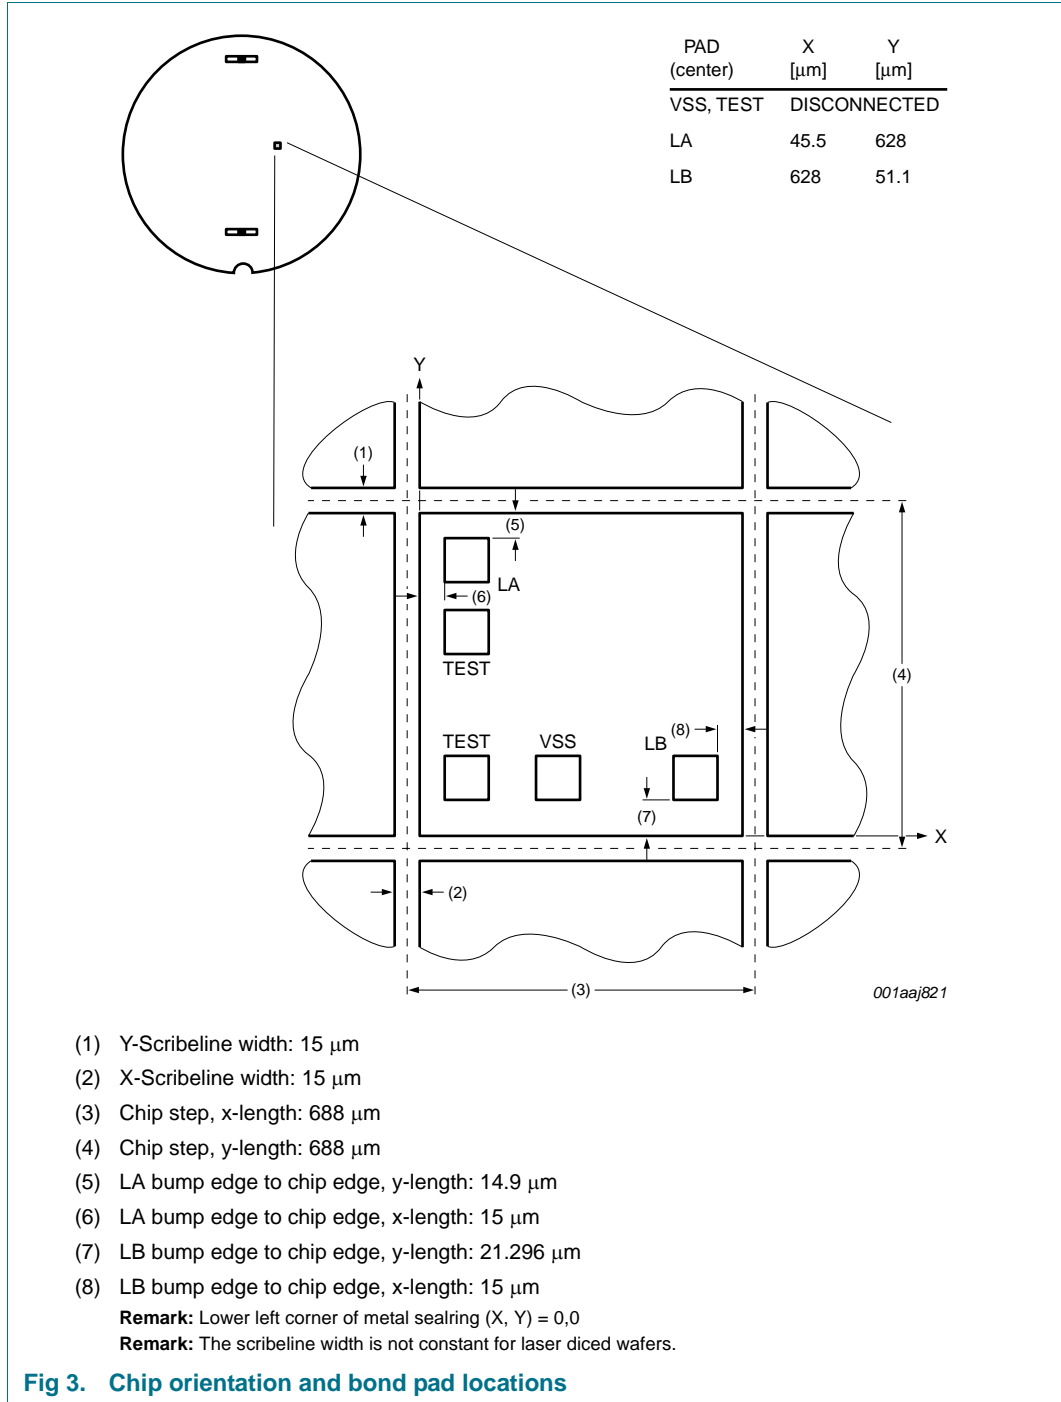 PAD X Y
(center) [μm] [μm]
VSS, TEST DISCONNECTED
LA 45.5 628
LB 628 51.1
Y
(1)
(5)
LA
(6)
TEST
(4)
TEST VSS LB (8)
(7)
X
(2)
(3)
001aaj821
(1) Y-Scribeline width: 15 μm
(2) X-Scribeline width: 15 μm
(3) Chip step, x-length: 688 μm
(4) Chip step, y-length: 688 μm
(5) LA bump edge to chip edge, y-length: 14.9 μm
(6) LA bump edge to chip edge, x-length: 15 μm
(7) LB bump edge to chip edge, y-length: 21.296 μm
(8) LB bump edge to chip edge, x-length: 15 μm
Remark: Lower left corner of metal sealring (X, Y) = 0,0
Remark: The scribeline width is not constant for laser diced wafers.
Fig 3. Chip orientation and bond pad locations